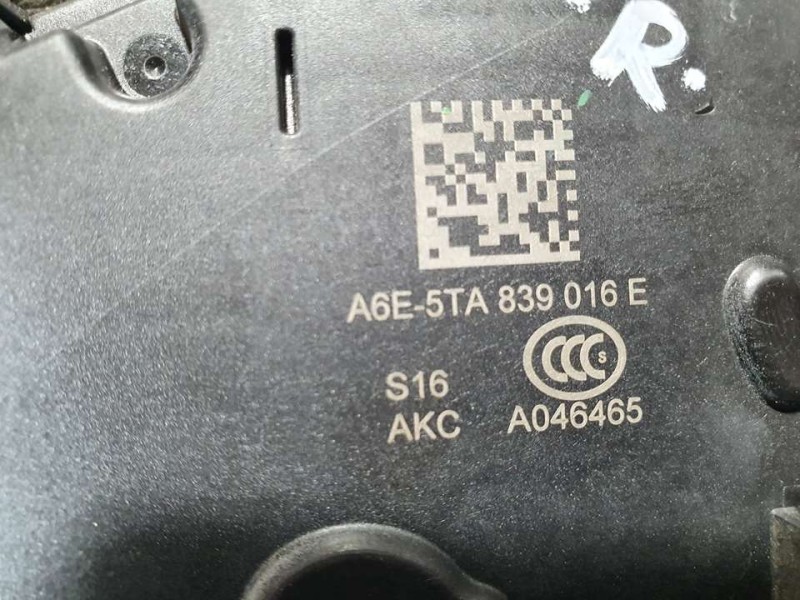 R.
A6E-5TA 839 016 E
CCC S
S16
AKC A046465